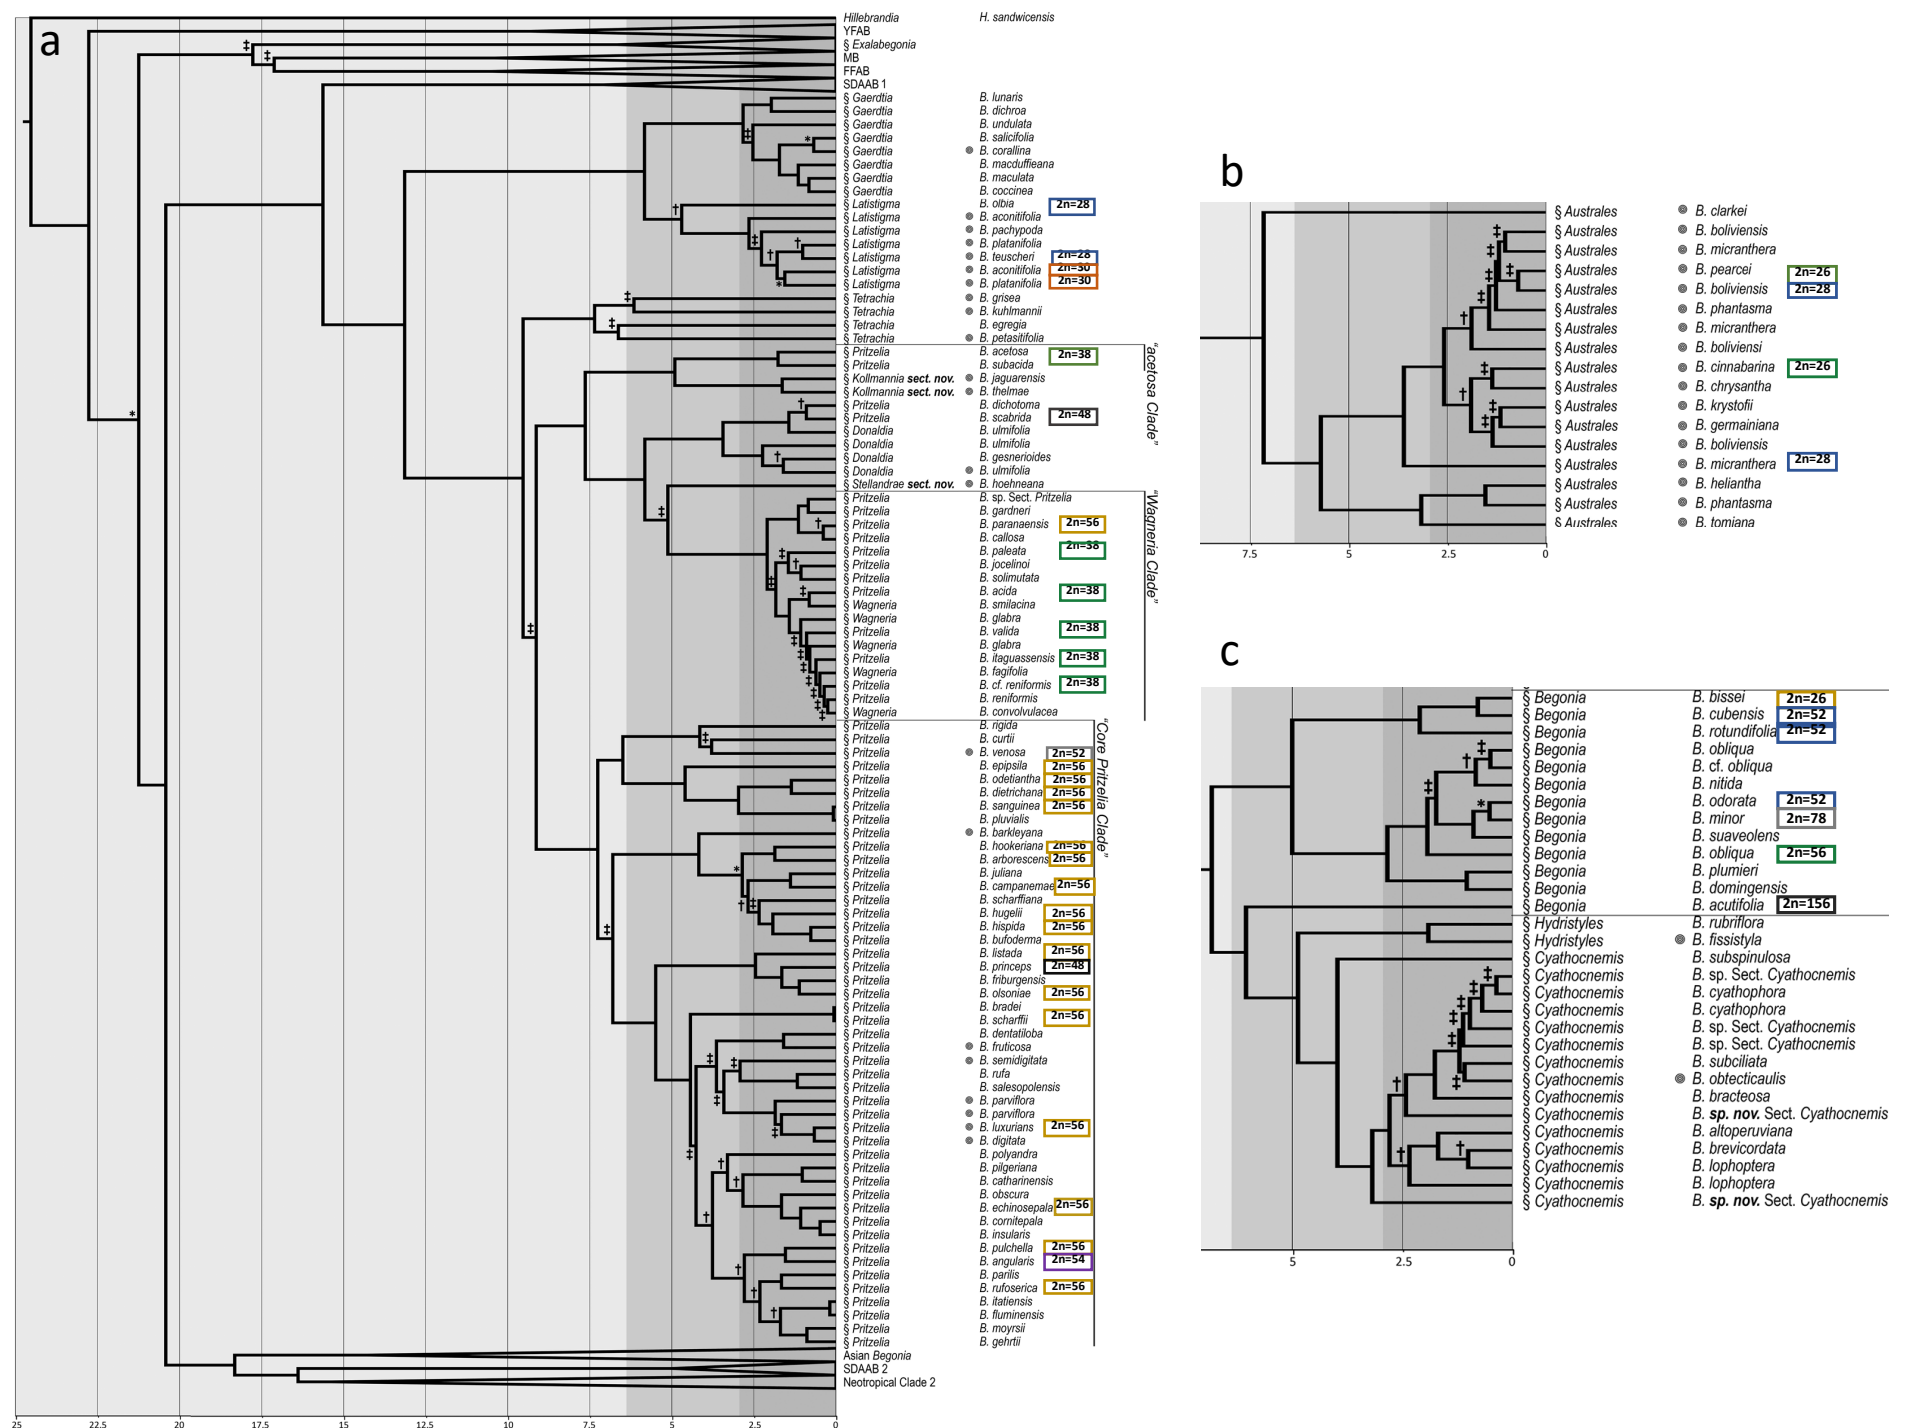 a
Hillebrandia H. sandwicensis
YFAB
§ Exalabegonia
MB
FFAB
SDAAB 1
§ Gaerdtia B. lunaris
§ Gaerdtia B. dichroa
§ Gaerdtia B. undulata
§ Gaerdtia B. salicifolia
§ Gaerdtia B. corallina
§ Gaerdtia B. macduffieana
§ Gaerdtia B. maculata
§ Gaerdtia B. coccinea
§ Latistigma B. olbia 2n=28
§ Latistigma B. aconitifolia
§ Latistigma B. pachypoda
§ Latistigma B. platanifolia
§ Latistigma B. teuscheri 2n=28
§ Latistigma B. aconitifolia 2n=30
§ Latistigma B. platanifolia 2n=30
§ Tetrachia B. grisea
§ Tetrachia B. kuhlmannii
§ Tetrachia B. egregia
§ Tetrachia B. petasitifolia
§ Pritzelia B. acetosa 2n=38
§ Pritzelia B. subacida
§ Kollmannia sect. nov. B. jaguarensis
§ Kollmannia sect. nov. B. thelmae
§ Pritzelia B. dichotoma
§ Pritzelia B. scabrida 2n=48
§ Donaldia B. ulmifolia
§ Donaldia B. ulmifolia
§ Donaldia B. gesnerioides
§ Donaldia B. ulmifolia
§ Stellandrae sect. nov. B. hoehneana
"acetosa Clade"
§ Pritzelia B. sp. Sect. Pritzelia
§ Pritzelia B. gardneri
§ Pritzelia B. paranaensis 2n=56
§ Pritzelia B. callosa
§ Pritzelia B. paleata 2n=38
§ Pritzelia B. jocelinoi
§ Pritzelia B. solimutata
§ Pritzelia B. acida 2n=38
§ Wagneria B. smilacina
§ Wagneria B. glabra
§ Pritzelia B. valida 2n=38
§ Wagneria B. glabra
§ Pritzelia B. itaguassensis 2n=38
§ Wagneria B. fagifolia
§ Pritzelia B. cf. reniformis 2n=38
§ Pritzelia B. reniformis
§ Wagneria B. convolvulacea
"Wagneria Clade"
§ Pritzelia B. rigida
§ Pritzelia B. curtii
§ Pritzelia B. venosa 2n=52
§ Pritzelia B. epipsila 2n=56
§ Pritzelia B. odetiantha 2n=56
§ Pritzelia B. dietrichana 2n=56
§ Pritzelia B. sanguinea 2n=56
§ Pritzelia B. pluvialis
§ Pritzelia B. barkleyana
§ Pritzelia B. hookeriana 2n=56
§ Pritzelia B. arborescens 2n=56
§ Pritzelia B. juliana
§ Pritzelia B. campanemae 2n=56
§ Pritzelia B. scharffiana
§ Pritzelia B. hugelii 2n=56
§ Pritzelia B. hispida 2n=56
§ Pritzelia B. bufoderma
§ Pritzelia B. listada 2n=56
§ Pritzelia B. princeps 2n=48
§ Pritzelia B. friburgensis
§ Pritzelia B. olsoniae 2n=56
§ Pritzelia B. bradei
§ Pritzelia B. scharffii 2n=56
§ Pritzelia B. dentatiloba
§ Pritzelia B. fruticosa
§ Pritzelia B. semidigitata
§ Pritzelia B. rufa
§ Pritzelia B. salesopolensis
§ Pritzelia B. parviflora
§ Pritzelia B. parviflora
§ Pritzelia B. luxurians 2n=56
§ Pritzelia B. digitata
§ Pritzelia B. polyandra
§ Pritzelia B. pilgeriana
§ Pritzelia B. catharinensis
§ Pritzelia B. obscura
§ Pritzelia B. echinosepala 2n=56
§ Pritzelia B. cornitepala
§ Pritzelia B. insularis
§ Pritzelia B. pulchella 2n=56
§ Pritzelia B. angularis 2n=54
§ Pritzelia B. parilis
§ Pritzelia B. rufoserica 2n=56
§ Pritzelia B. itatiensis
§ Pritzelia B. fluminensis
§ Pritzelia B. moyrsii
§ Pritzelia B. gehrtii
"Core Pritzelia Clade"
Asian Begonia
SDAAB 2
Neotropical Clade 2
25 22.5 20 17.5 15 12.5 10 7.5 5 2.5 0
b
§ Australes B. clarkei
§ Australes B. boliviensis
§ Australes B. micranthera
§ Australes B. pearcei 2n=26
§ Australes B. boliviensis 2n=28
§ Australes B. phantasma
§ Australes B. micranthera
§ Australes B. boliviensi
§ Australes B. cinnabarina 2n=26
§ Australes B. chrysantha
§ Australes B. krystofii
§ Australes B. germainiana
§ Australes B. boliviensis
§ Australes B. micranthera 2n=28
§ Australes B. heliantha
§ Australes B. phantasma
§ Australes B. tomiana
7.5 5 2.5 0
c
§ Begonia B. bissei 2n=26
§ Begonia B. cubensis 2n=52
§ Begonia B. rotundifolia 2n=52
§ Begonia B. obliqua
§ Begonia B. cf. obliqua
§ Begonia B. nitida
§ Begonia B. odorata 2n=52
§ Begonia B. minor 2n=78
§ Begonia B. suaveolens
§ Begonia B. obliqua 2n=56
§ Begonia B. plumieri
§ Begonia B. domingensis
§ Begonia B. acutifolia 2n=156
§ Hydristyles B. rubriflora
§ Hydristyles B. fissistyla
§ Cyathocnemis B. subspinulosa
§ Cyathocnemis B. sp. Sect. Cyathocnemis
§ Cyathocnemis B. cyathophora
§ Cyathocnemis B. cyathophora
§ Cyathocnemis B. sp. Sect. Cyathocnemis
§ Cyathocnemis B. sp. Sect. Cyathocnemis
§ Cyathocnemis B. subciliata
§ Cyathocnemis B. obtecticaulis
§ Cyathocnemis B. bracteosa
§ Cyathocnemis B. sp. nov. Sect. Cyathocnemis
§ Cyathocnemis B. altoperuviana
§ Cyathocnemis B. brevicordata
§ Cyathocnemis B. lophoptera
§ Cyathocnemis B. lophoptera
§ Cyathocnemis B. sp. nov. Sect. Cyathocnemis
5 2.5 0